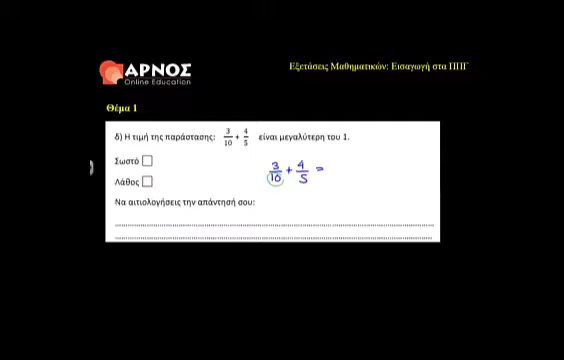 ΑΡΝΟΣ
Online Education
Εξετάσεις Μαθηματικών: Εισαγωγή στα ΠΠΓ
Θέμα 1
δ) Η τιμή της παράστασης: 3/10 + 4/5 είναι μεγαλύτερη του 1.
Σωστό
Λάθος
3/10 + 4/5 =
Να αιτιολογήσεις την απάντησή σου: